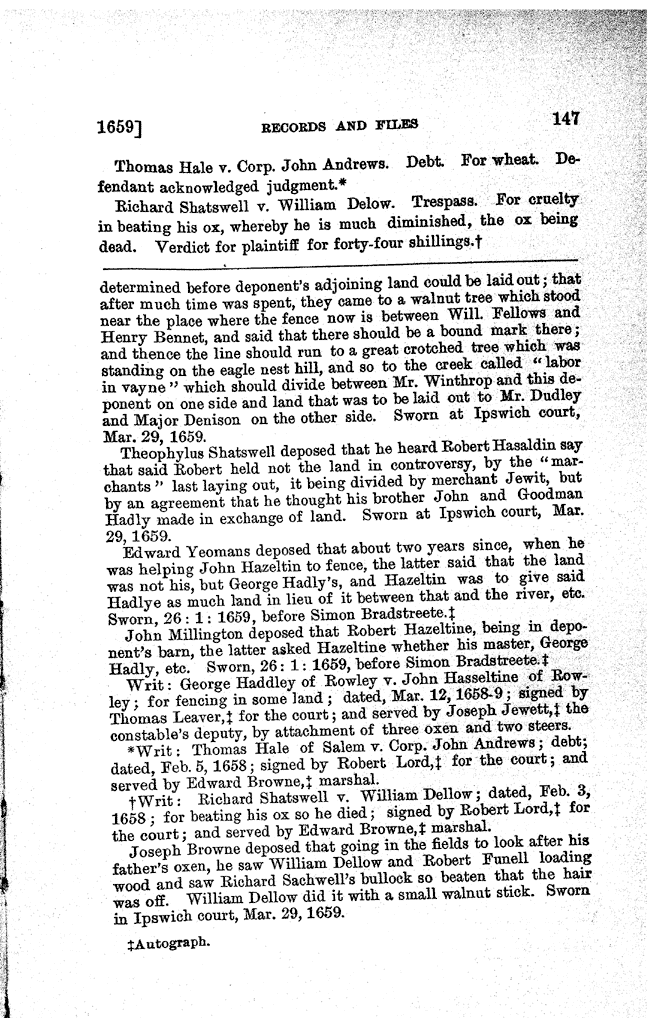 1659] RECORDS AND FILES 147
Thomas Hale v. Corp. John Andrews. Debt. For wheat. De-
fendant acknowledged judgment.*
Richard Shatswell v. William Delow. Trespass. For cruelty
in beating his ox, whereby he is much diminished, the ox being
dead. Verdict for plaintiff for forty-four shillings.†
determined before deponent's adjoining land could be laid out; that
after much time was spent, they came to a walnut tree which stood
near the place where the fence now is between Will. Fellows and
Henry Bennet, and said that there should be a bound mark there;
and thence the line should run to a great crotched tree which was
standing on the eagle nest hill, and so to the creek called "labor
in vayne" which should divide between Mr. Winthrop and this de-
ponent on one side and land that was to be laid out to Mr. Dudley
and Major Denison on the other side. Sworn at Ipswich court,
Mar. 29, 1659.
Theophylus Shatswell deposed that he heard Robert Hasaldin say
that said Robert held not the land in controversy, by the "mar-
chants" last laying out, it being divided by merchant Jewit, but
by an agreement that he thought his brother John and Goodman
Hadly made in exchange of land. Sworn at Ipswich court, Mar.
29, 1659.
Edward Yeomans deposed that about two years since, when he
was helping John Hazeltin to fence, the latter said that the land
was not his, but George Hadly's, and Hazeltin was to give said
Hadlye as much land in lieu of it between that and the river, etc.
Sworn, 26 : 1 : 1659, before Simon Bradstreete.‡
John Millington deposed that Robert Hazeltine, being in depo-
nent's barn, the latter asked Hazeltine whether his master, George
Hadly, etc. Sworn, 26 : 1 : 1659, before Simon Bradstreete.‡
Writ: George Haddley of Rowley v. John Hasseltine of Row-
ley; for fencing in some land; dated, Mar. 12, 1658-9; signed by
Thomas Leaver,‡ for the court; and served by Joseph Jewett,‡ the
constable's deputy, by attachment of three oxen and two steers.
*Writ: Thomas Hale of Salem v. Corp. John Andrews; debt;
dated, Feb. 5, 1658; signed by Robert Lord,‡ for the court; and
served by Edward Browne,‡ marshal.
†Writ: Richard Shatswell v. William Dellow; dated, Feb. 3,
1658; for beating his ox so he died; signed by Robert Lord,‡ for
the court; and served by Edward Browne,‡ marshal.
Joseph Browne deposed that going in the fields to look after his
father's oxen, he saw William Dellow and Robert Funell loading
wood and saw Richard Sachwell's bullock so beaten that the hair
was off. William Dellow did it with a small walnut stick. Sworn
in Ipswich court, Mar. 29, 1659.
‡Autograph.